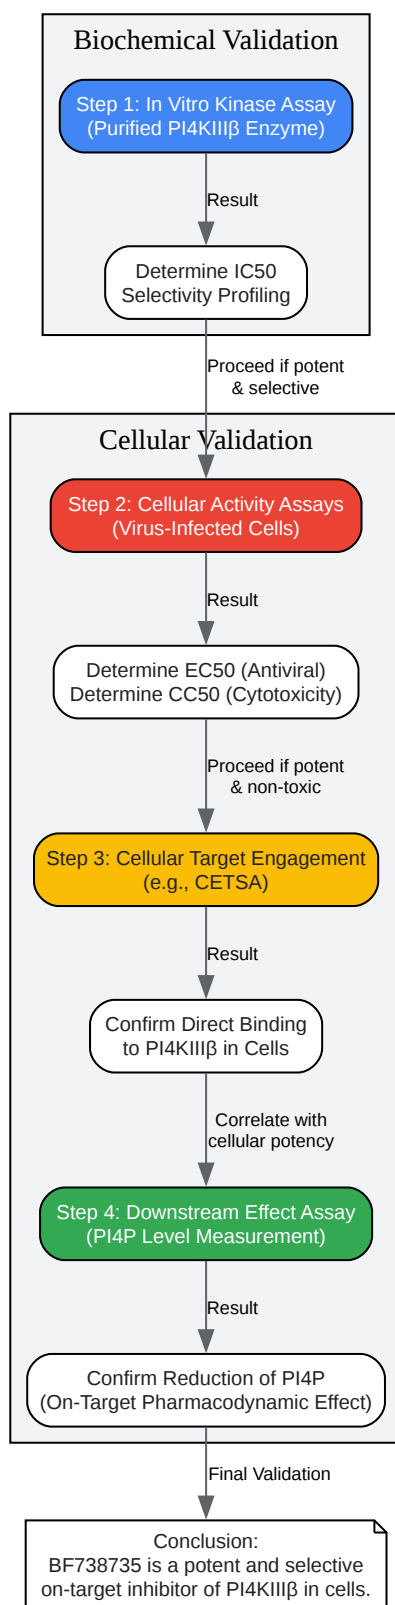 Biochemical Validation
Step 1: In Vitro Kinase Assay
(Purified PI4KIIIβ Enzyme)
Result
Determine IC50
Selectivity Profiling
Proceed if potent
& selective
Cellular Validation
Step 2: Cellular Activity Assays
(Virus-Infected Cells)
Result
Determine EC50 (Antiviral)
Determine CC50 (Cytotoxicity)
Proceed if potent
& non-toxic
Step 3: Cellular Target Engagement
(e.g., CETSA)
Result
Confirm Direct Binding
to PI4KIIIβ in Cells
Correlate with
cellular potency
Step 4: Downstream Effect Assay
(PI4P Level Measurement)
Result
Confirm Reduction of PI4P
(On-Target Pharmacodynamic Effect)
Final Validation
Conclusion:
BF738735 is a potent and selective
on-target inhibitor of PI4KIIIβ in cells.